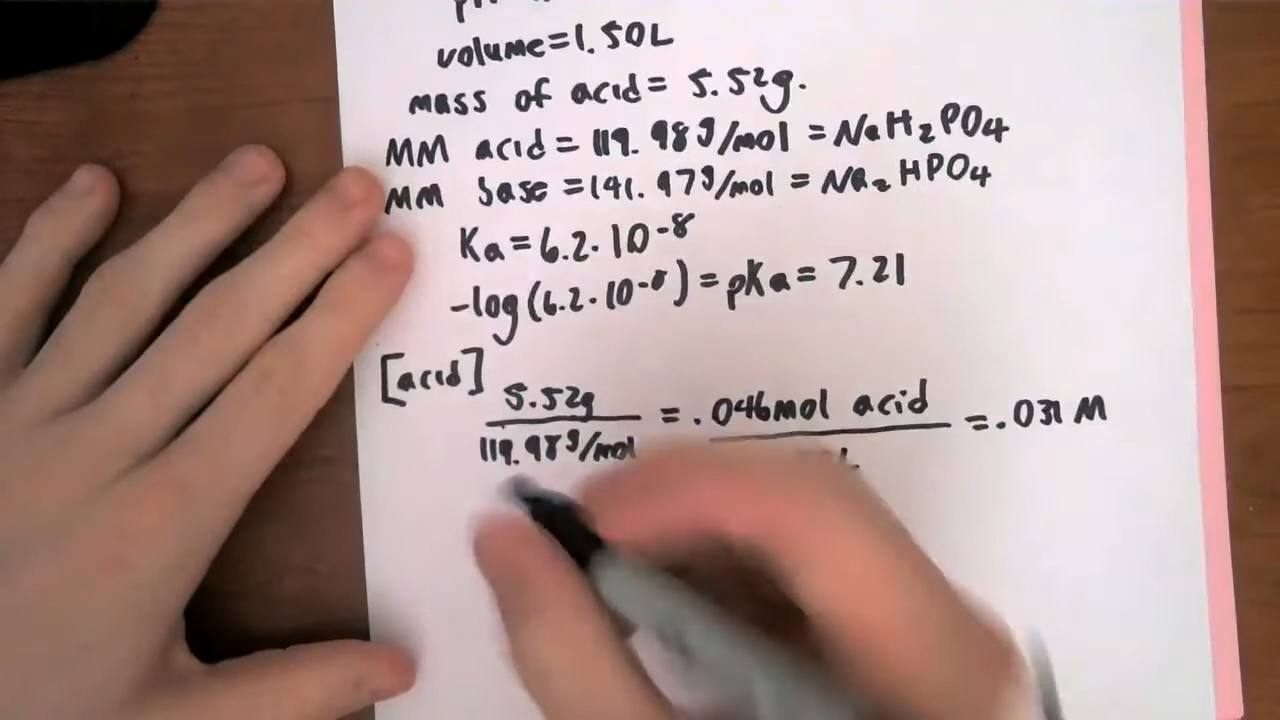 volume=1.50L
mass of acid= 5.52g.
MM acid = 119.98g/mol = NaH₂PO₄
MM base =141.97g/mol = Na₂HPO₄
Ka=6.2·10⁻⁸
-log(6.2·10⁻⁸)=pKa= 7.21
[acid]
5.52g = .046mol acid =.031 M
119.98g/mol